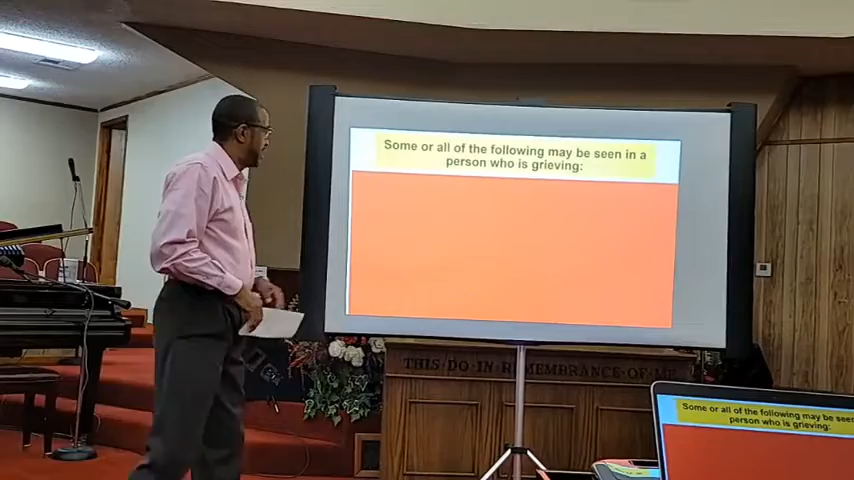 Some or all of the following may be seen in a
person who is grieving:
THIS DO IN REMEMBRANCE OF ME
Some or all of the following may be se
person who is grieving: